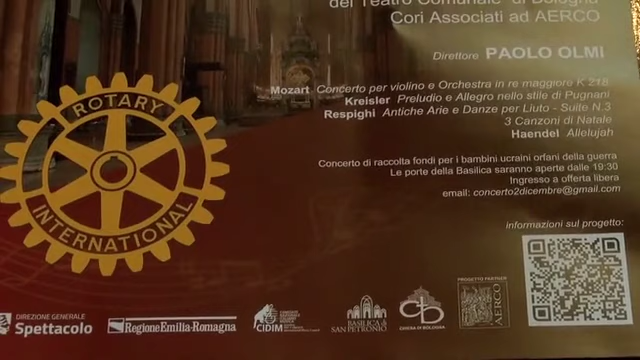 del Teatro Comunale di Bologna
Cori Associati ad AERCO
Direttore PAOLO OLMI
Mozart Concerto per violino e Orchestra in re maggiore K 218
Kreisler Preludio e Allegro nello stile di Pugnani
Respighi Antiche Arie e Danze per Liuto - Suite N.3
3 Canzoni di Natale
Haendel Allelujah
Concerto di raccolta fondi per i bambini ucraini orfani della guerra
Le porte della Basilica saranno aperte dalle 19:30
Ingresso a offerta libera
email: concerto2dicembre@gmail.com
ROTARY
INTERNATIONAL
informazioni sul progetto:
PROGETTO PARTNER
AERCO
DIREZIONE GENERALE
Spettacolo
RegioneEmilia-Romagna
CIDIM
BASILICA di
SAN PETRONIO
CHIESA DI BOLOGNA